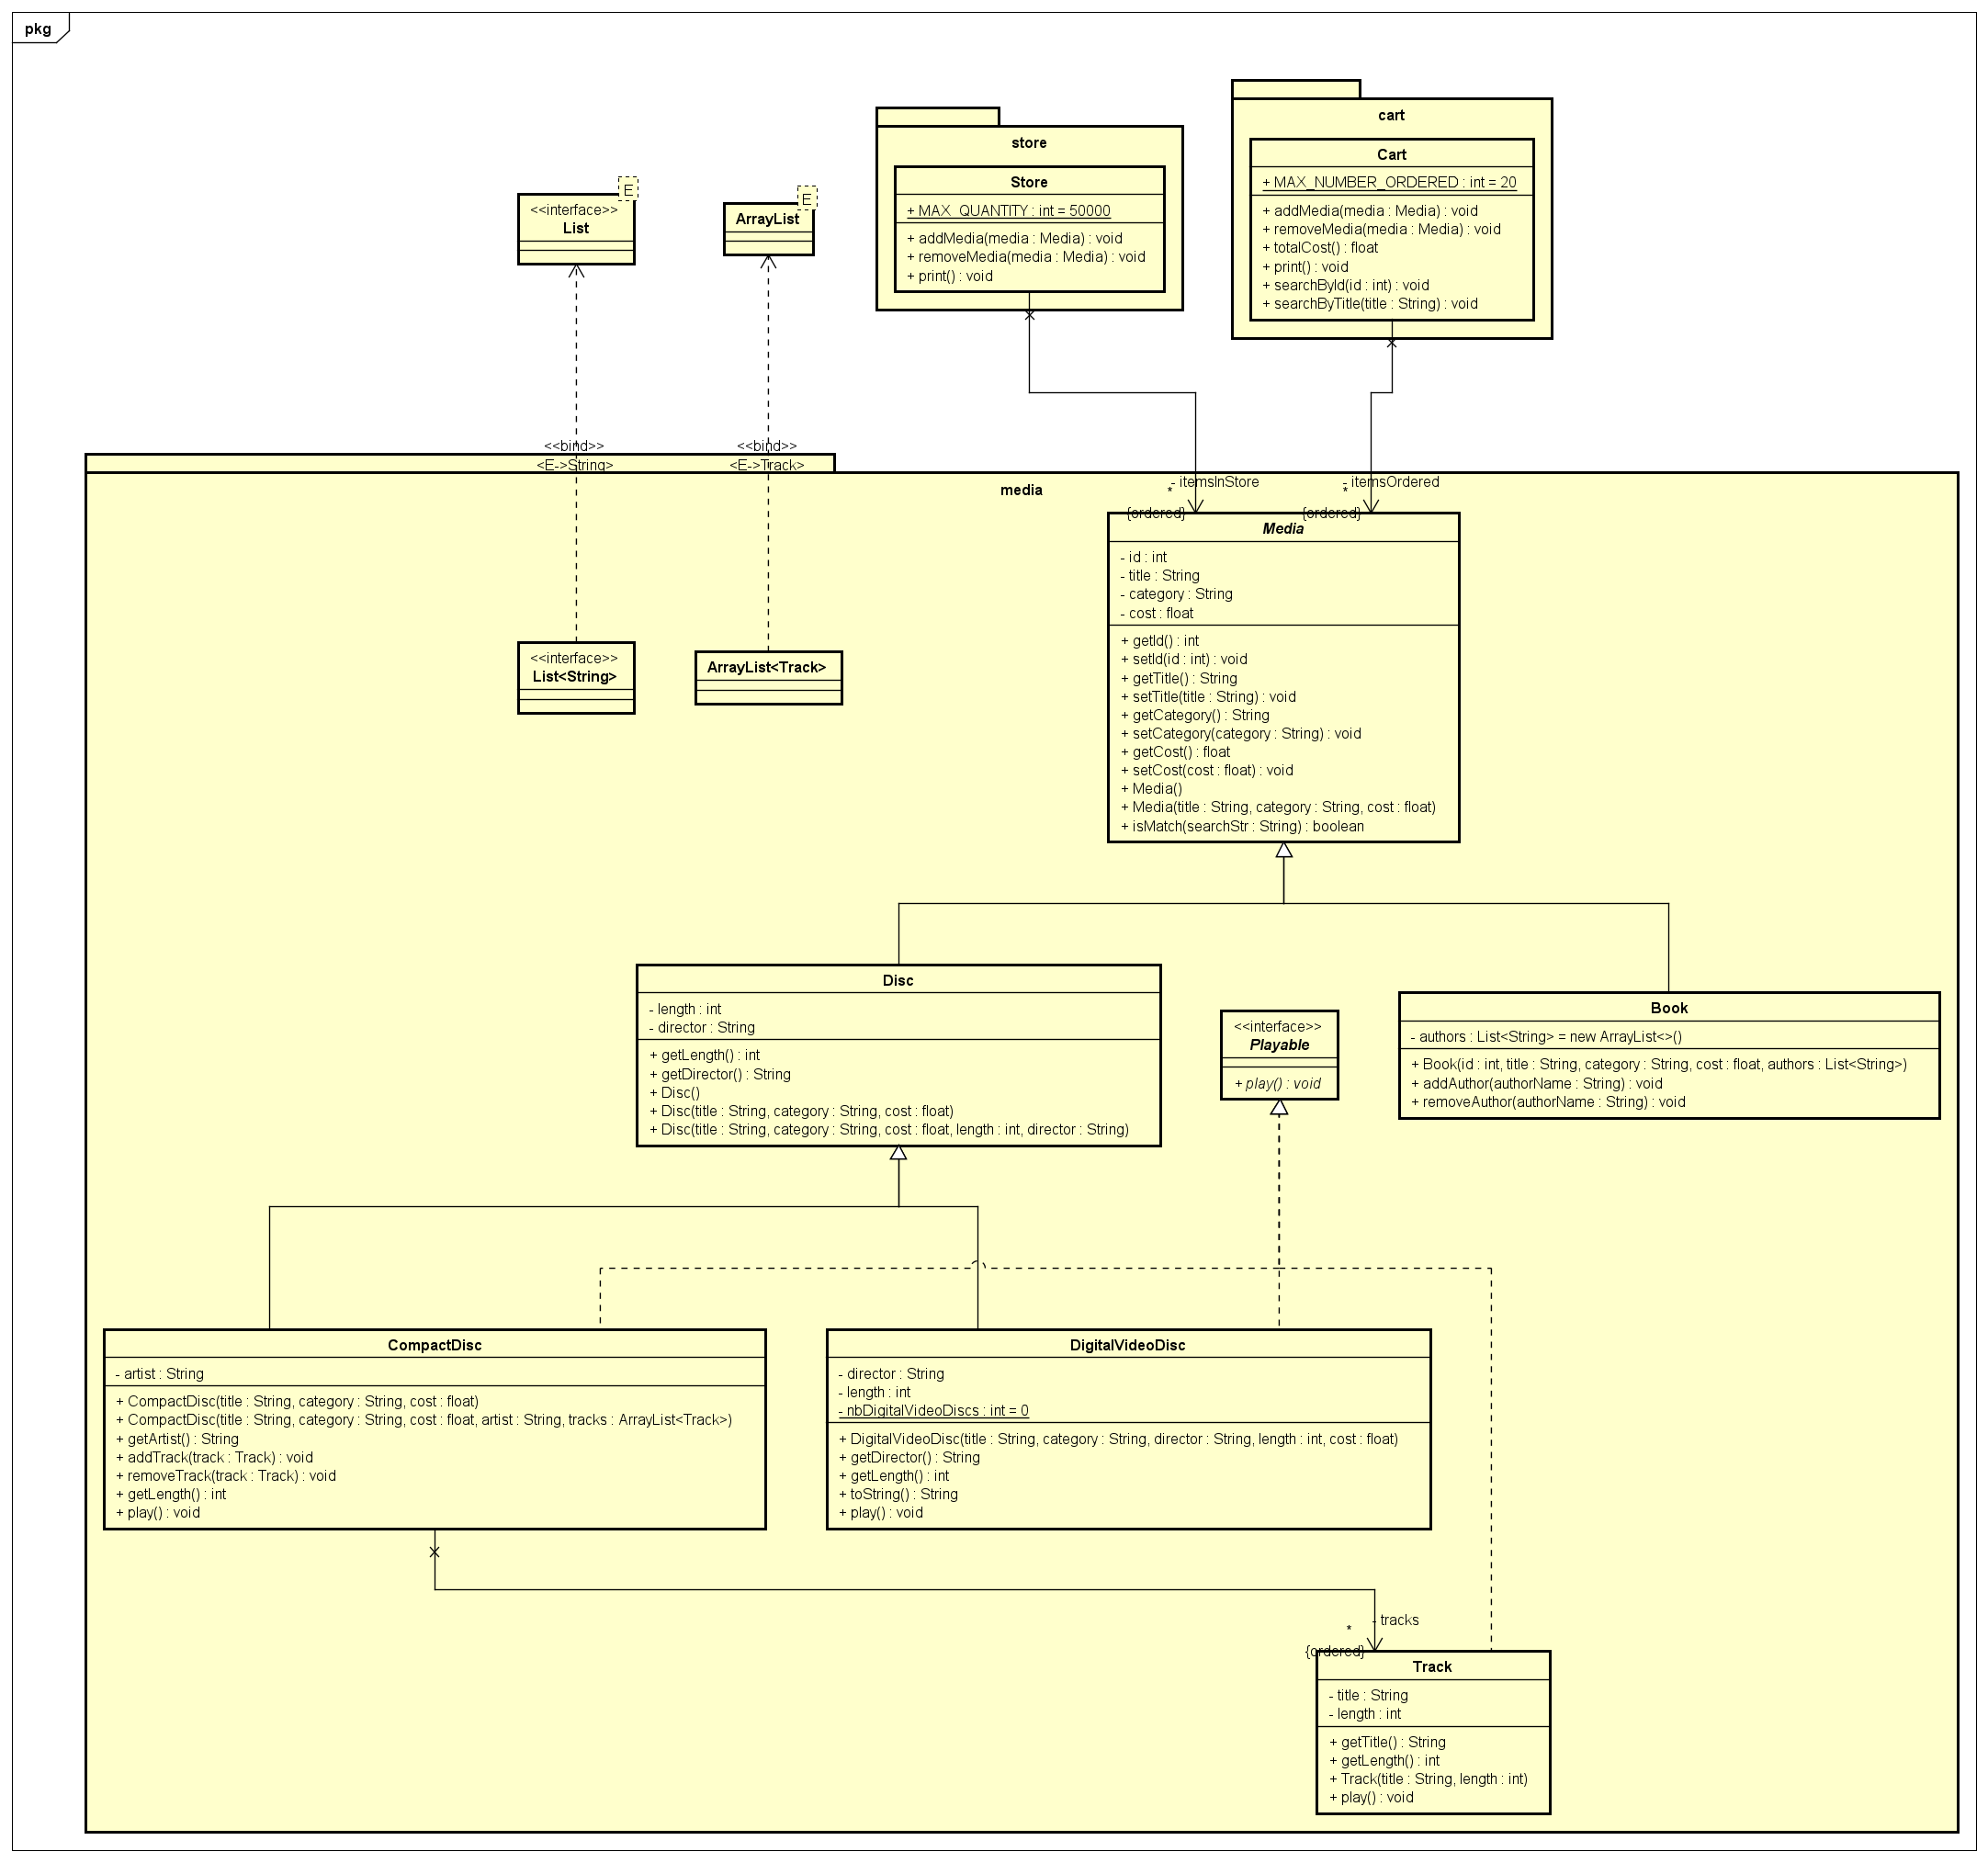 pkg
cart
Cart
+ MAX_NUMBER_ORDERED : int = 20
+ addMedia(media : Media) : void
+ removeMedia(media : Media) : void
+ totalCost() : float
+ print() : void
+ searchById(id : int) : void
+ searchByTitle(title : String) : void
store
Store
+ MAX_QUANTITY : int = 50000
+ addMedia(media : Media) : void
+ removeMedia(media : Media) : void
+ print() : void
E
<<interface>>
List
E
ArrayList
<<bind>>
<E->String>
<<bind>>
<E->Track>
media
- itemsInStore
*
{ordered}
- itemsOrdered
*
{ordered}
Media
- id : int
- title : String
- category : String
- cost : float
+ getId() : int
+ setId(id : int) : void
+ getTitle() : String
+ setTitle(title : String) : void
+ getCategory() : String
+ setCategory(category : String) : void
+ getCost() : float
+ setCost(cost : float) : void
+ Media()
+ Media(title : String, category : String, cost : float)
+ isMatch(searchStr : String) : boolean
<<interface>>
List<String>
ArrayList<Track>
Disc
- length : int
- director : String
+ getLength() : int
+ getDirector() : String
+ Disc()
+ Disc(title : String, category : String, cost : float)
+ Disc(title : String, category : String, cost : float, length : int, director : String)
<<interface>>
Playable
+ play() : void
Book
- authors : List<String> = new ArrayList<>()
+ Book(id : int, title : String, category : String, cost : float, authors : List<String>)
+ addAuthor(authorName : String) : void
+ removeAuthor(authorName : String) : void
CompactDisc
- artist : String
+ CompactDisc(title : String, category : String, cost : float)
+ CompactDisc(title : String, category : String, cost : float, artist : String, tracks : ArrayList<Track>)
+ getArtist() : String
+ addTrack(track : Track) : void
+ removeTrack(track : Track) : void
+ getLength() : int
+ play() : void
DigitalVideoDisc
- director : String
- length : int
- nbDigitalVideoDiscs : int = 0
+ DigitalVideoDisc(title : String, category : String, director : String, length : int, cost : float)
+ getDirector() : String
+ getLength() : int
+ toString() : String
+ play() : void
- tracks
*
{ordered}
Track
- title : String
- length : int
+ getTitle() : String
+ getLength() : int
+ Track(title : String, length : int)
+ play() : void